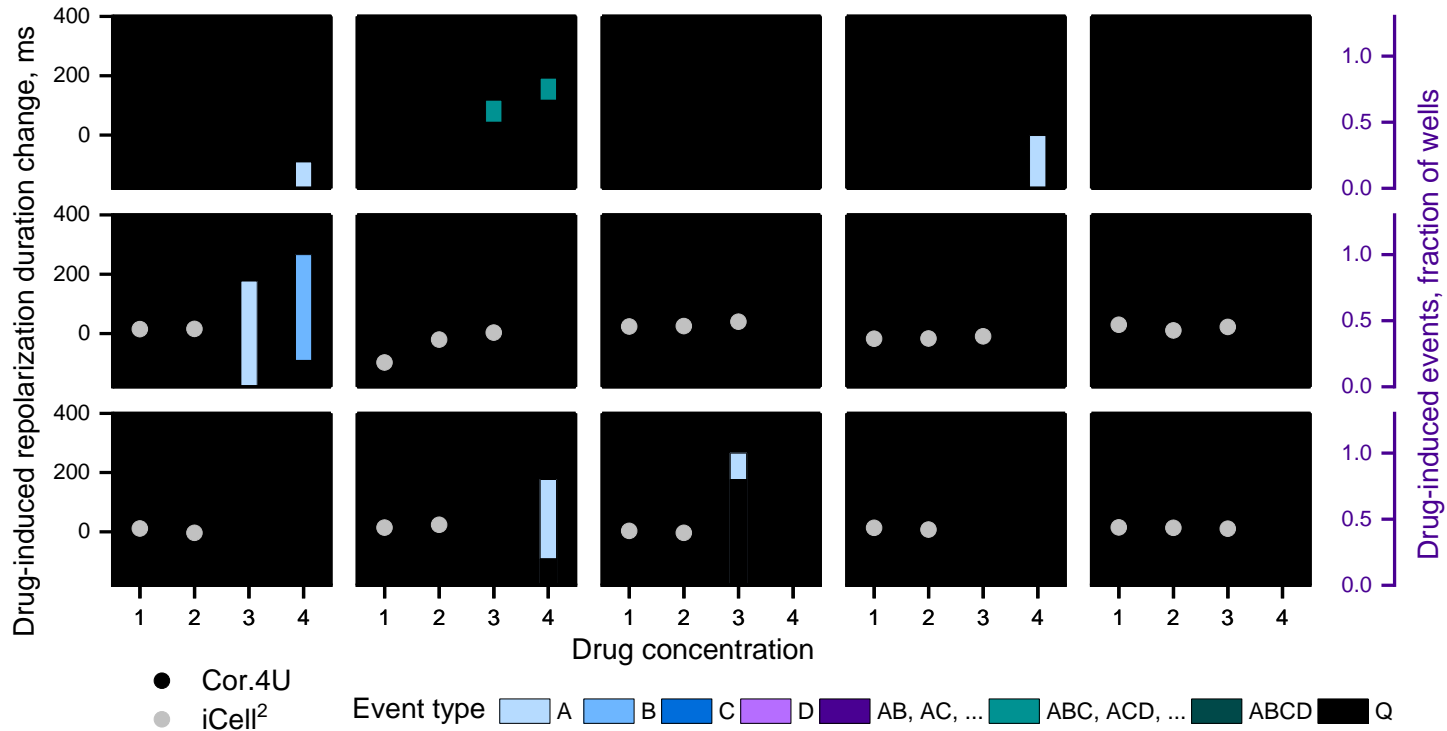 Drug-induced repolarization duration change, ms
400
200
0
400
200
0
400
200
0
1.0
0.5
0.0
1.0
0.5
0.0
1.0
0.5
0.0
Drug-induced events, fraction of wells
1 2 3 4 1 2 3 4 1 2 3 4 1 2 3 4 1 2 3 4
Drug concentration
Cor.4U
iCell²
Event type A B C D AB, AC, ... ABC, ACD, ... ABCD Q